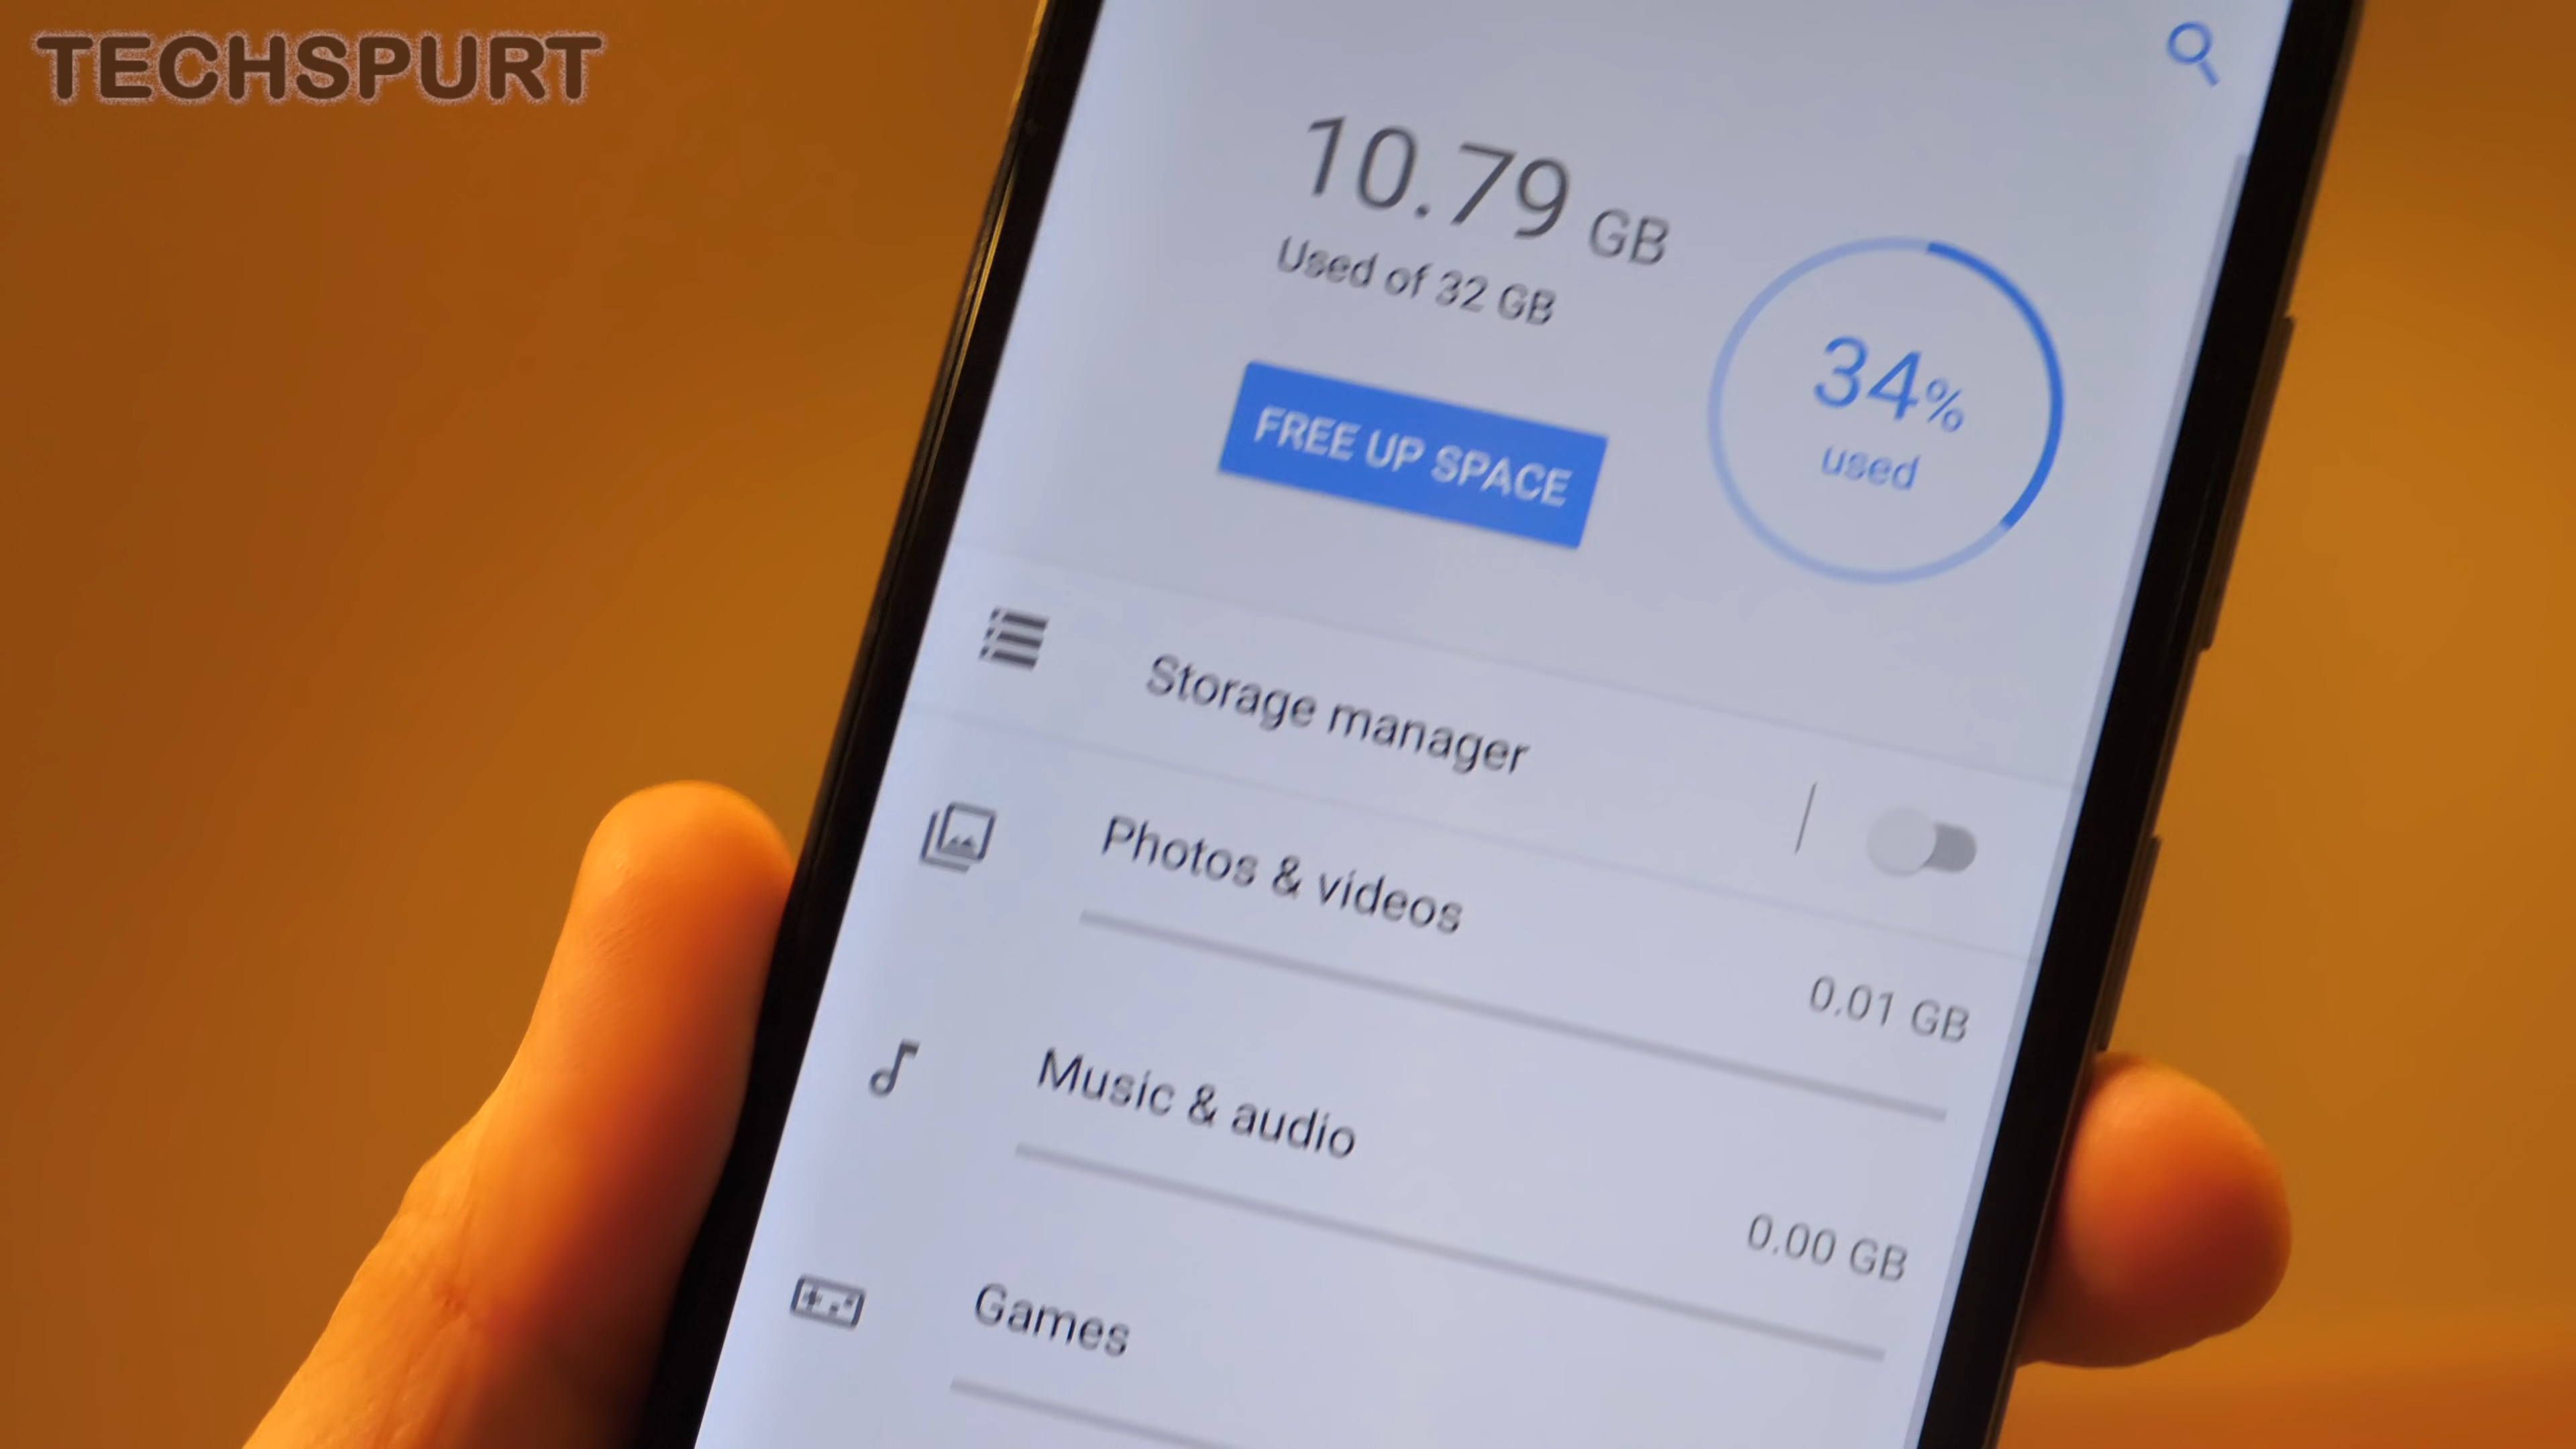 TECHSPURT
10.79 GB
Used of 32 GB
34%
used
FREE UP SPACE
Storage manager
Photos & videos
0.01 GB
Music & audio
0.00 GB
Games